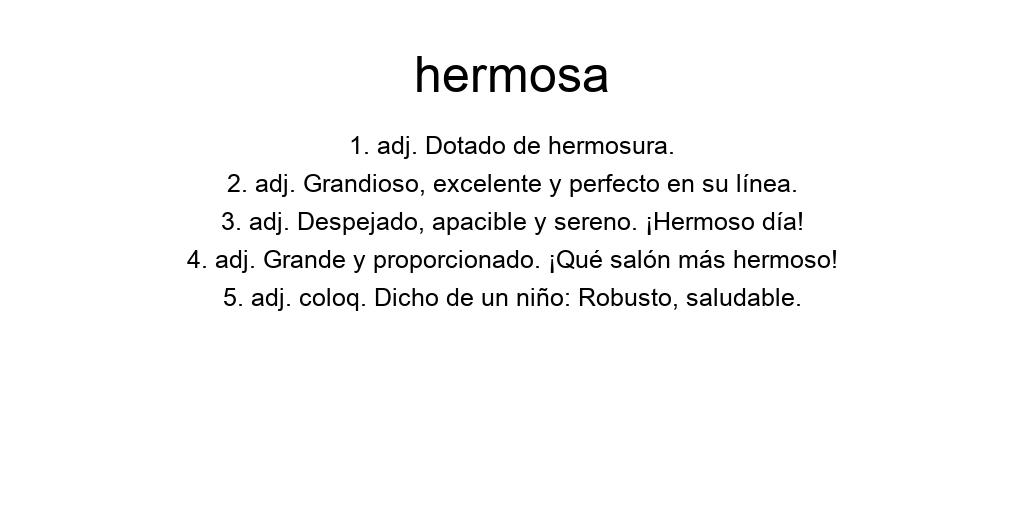 hermosa
1. adj. Dotado de hermosura.
2. adj. Grandioso, excelente y perfecto en su línea.
3. adj. Despejado, apacible y sereno. ¡Hermoso día!
4. adj. Grande y proporcionado. ¡Qué salón más hermoso!
5. adj. coloq. Dicho de un niño: Robusto, saludable.